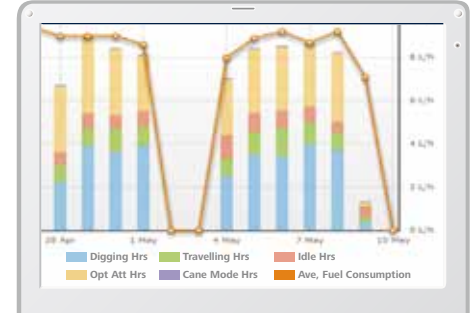 8 L/h
6 L/h
4 L/h
2 L/h
0 L/h
28 Apr 1 May 4 May 7 May 10 May
Digging Hrs Travelling Hrs Idle Hrs
Opt Att Hrs Cane Mode Hrs Ave, Fuel Consumption